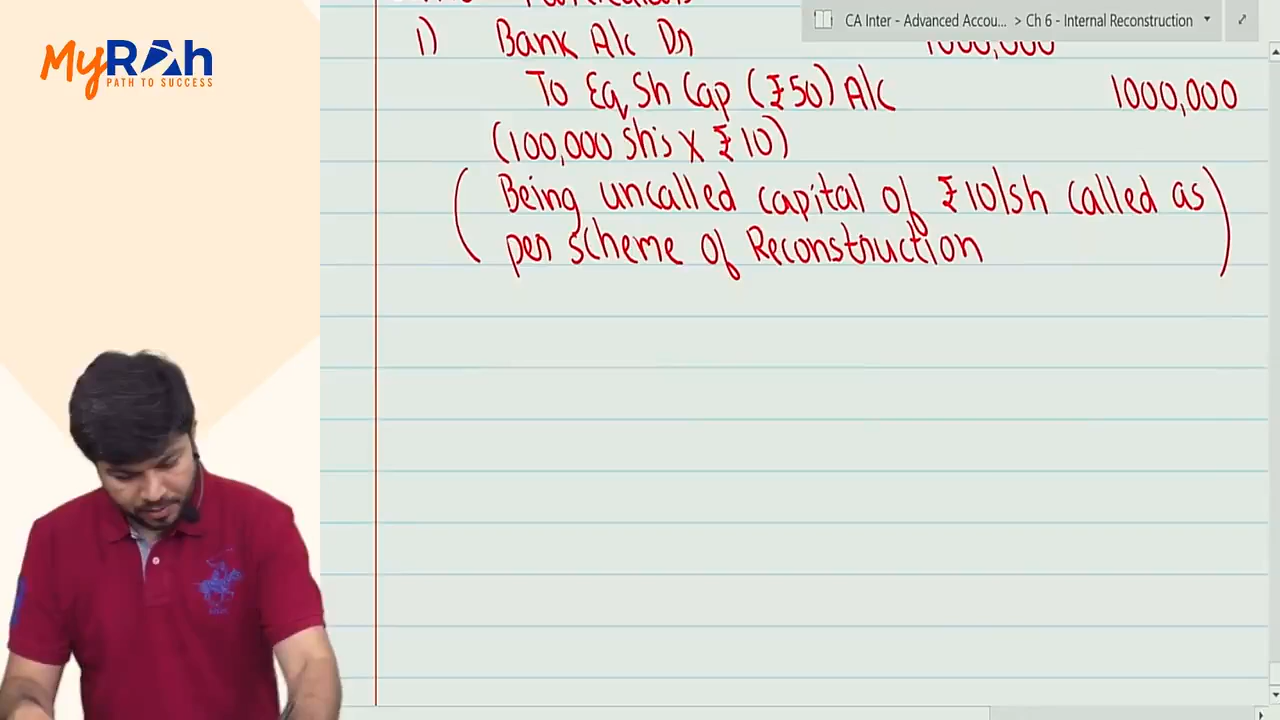 MyRAh
PATH TO SUCCESS
CA Inter - Advanced Accou... > Ch 6 - Internal Reconstruction
1) Bank A/c Dr 1000,000
To Eq Sh Cap (₹50) A/c 1000,000
(100,000 sh's x ₹10)
(Being uncalled capital of ₹10/sh called as
per scheme of Reconstruction)